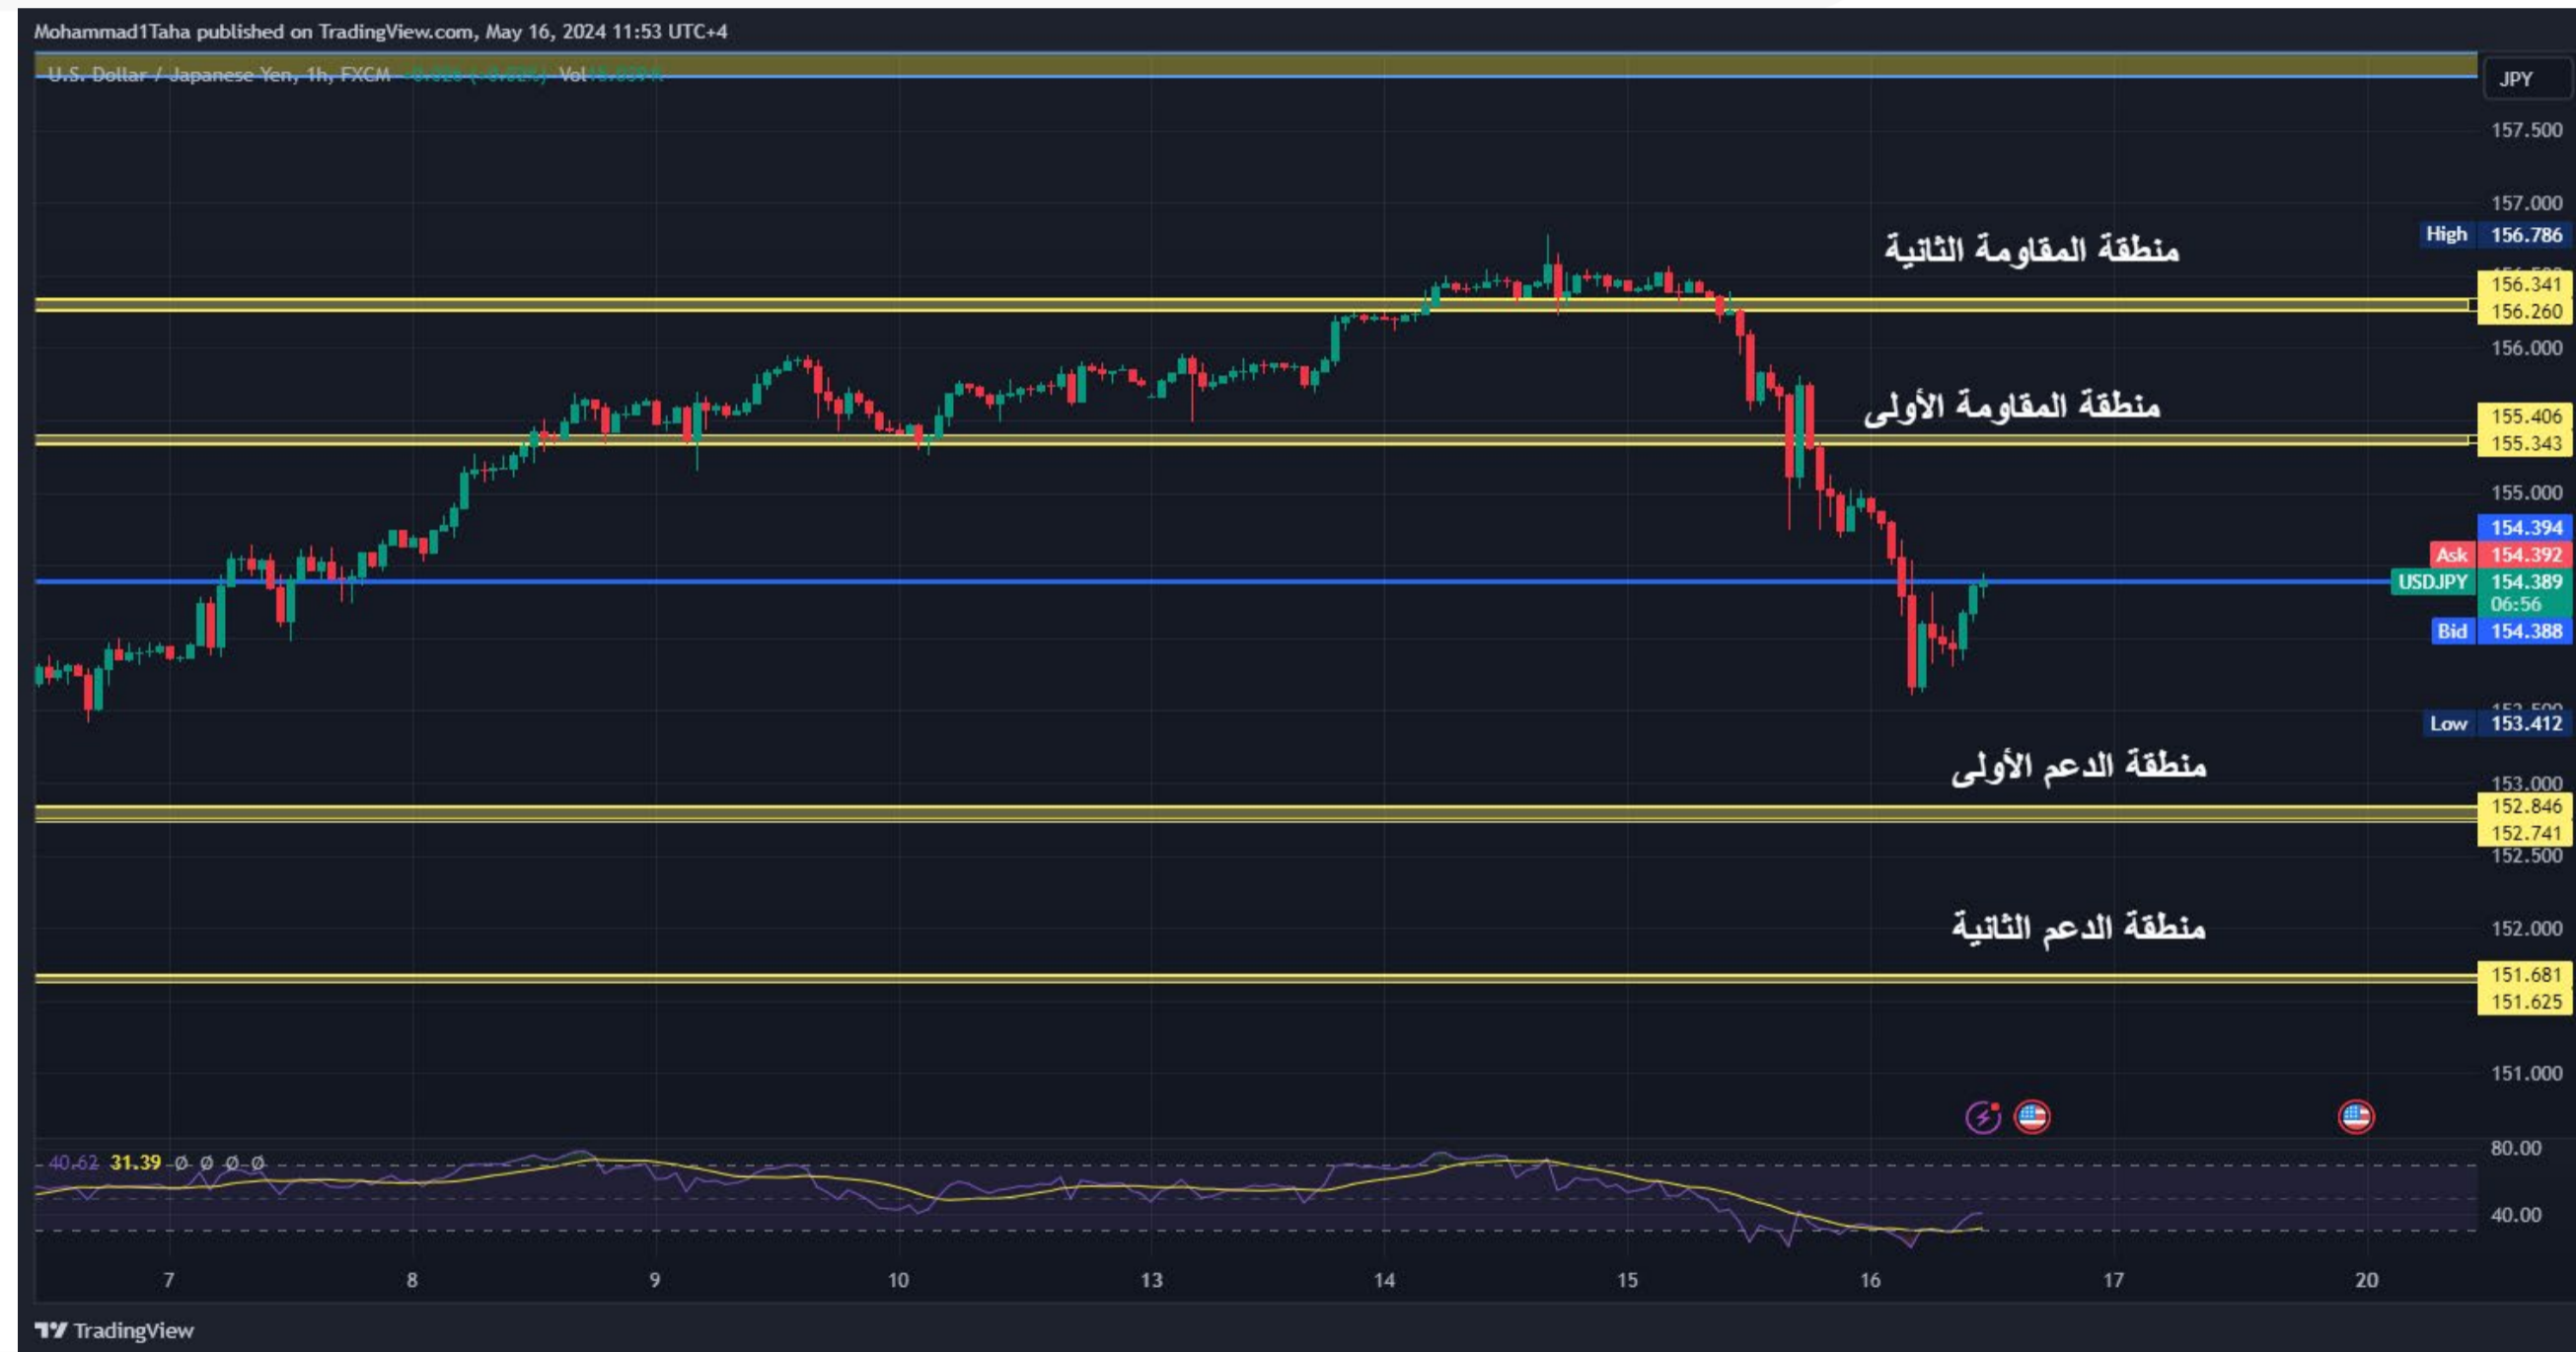 Mohammad1Taha published on TradingView.com, May 16, 2024 11:53 UTC+4
U.S. Dollar / Japanese Yen, 1h, FXCM Vol
JPY
157.500
157.000
منطقة المقاومة الثانية
High 156.786
156.341
156.260
156.000
منطقة المقاومة الأولى
155.406
155.343
155.000
154.394
Ask 154.392
USDJPY 154.389
06:56
Bid 154.388
Low 153.412
منطقة الدعم الأولى
153.000
152.846
152.741
152.500
منطقة الدعم الثانية
152.000
151.681
151.625
151.000
40.62 31.39 Ø Ø Ø Ø
80.00
40.00
7 8 9 10 13 14 15 16 17 20
TradingView